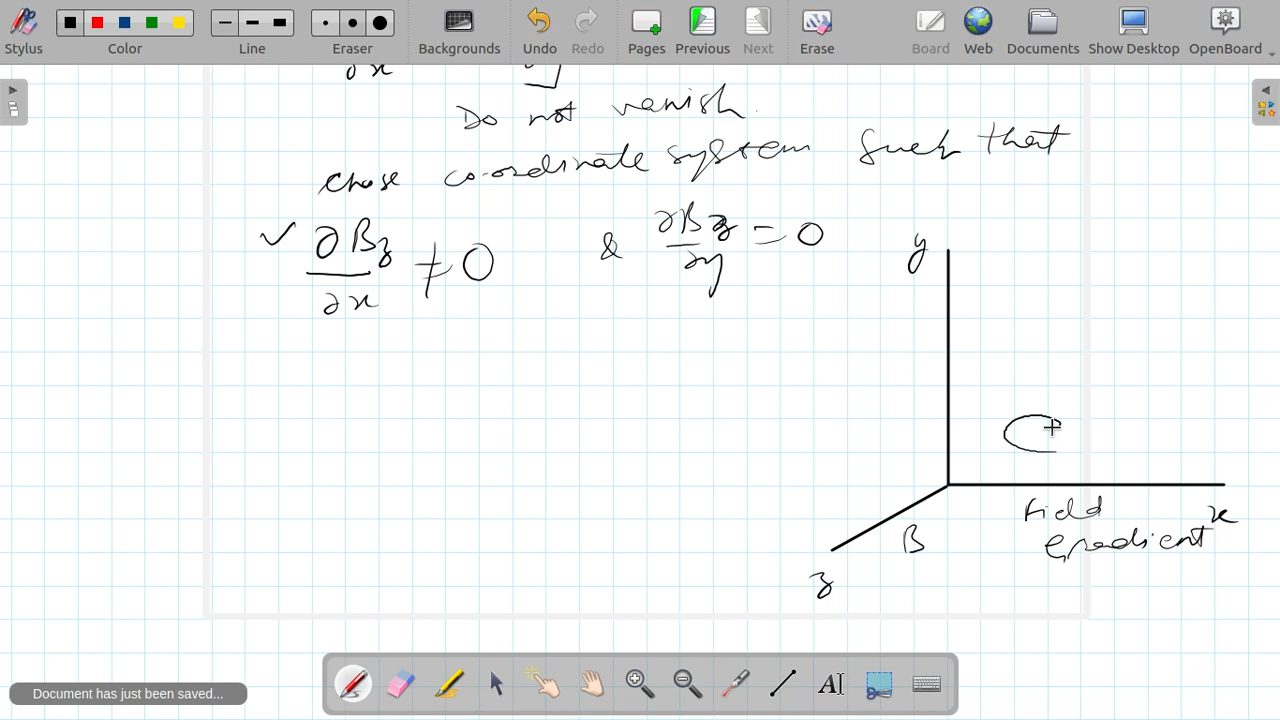 Stylus Color Line Eraser Backgrounds Undo Redo Pages Previous Next Erase Board Web Documents Show Desktop OpenBoard
∂x ∂y
Do not vanish.
chose co-ordinate system such that
✓ ∂Bz/∂x ≠ 0 & ∂Bz/∂y = 0
y
Field
gradient x
B
z
Document has just been saved...